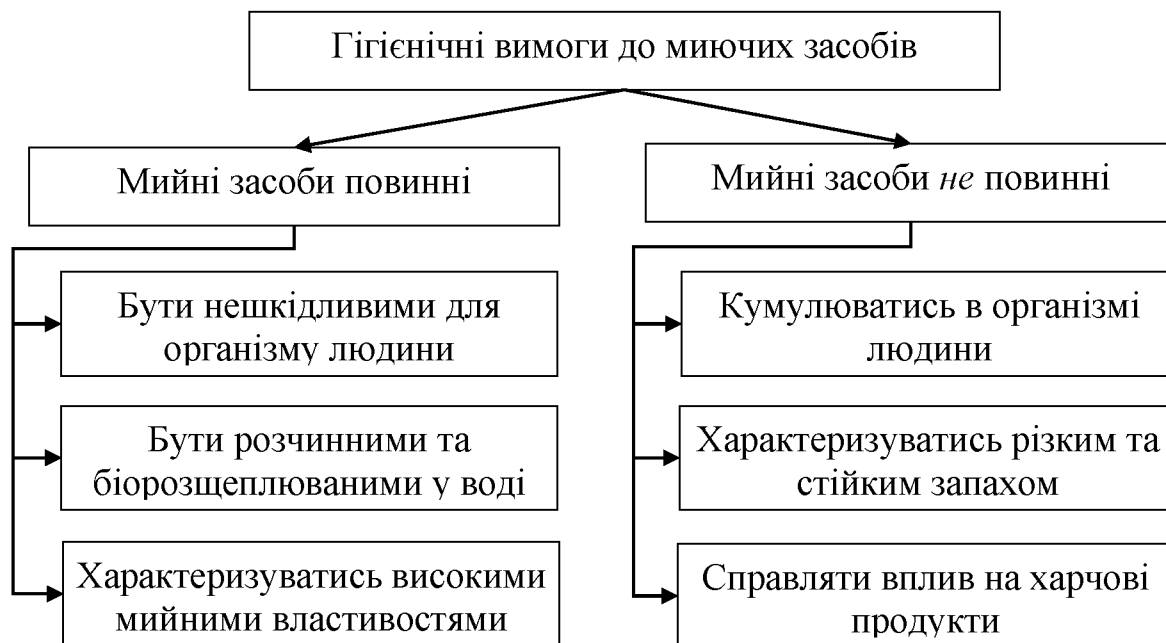 Гігієнічні вимоги до миючих засобів
Мийні засоби повинні
Бути нешкідливими для
організму людини
Бути розчинними та
біорозщеплюваними у воді
Характеризуватись високими
мийними властивостями
Мийні засоби не повинні
Кумулюватись в організмі
людини
Характеризуватись різким та
стійким запахом
Справляти вплив на харчові
продукти